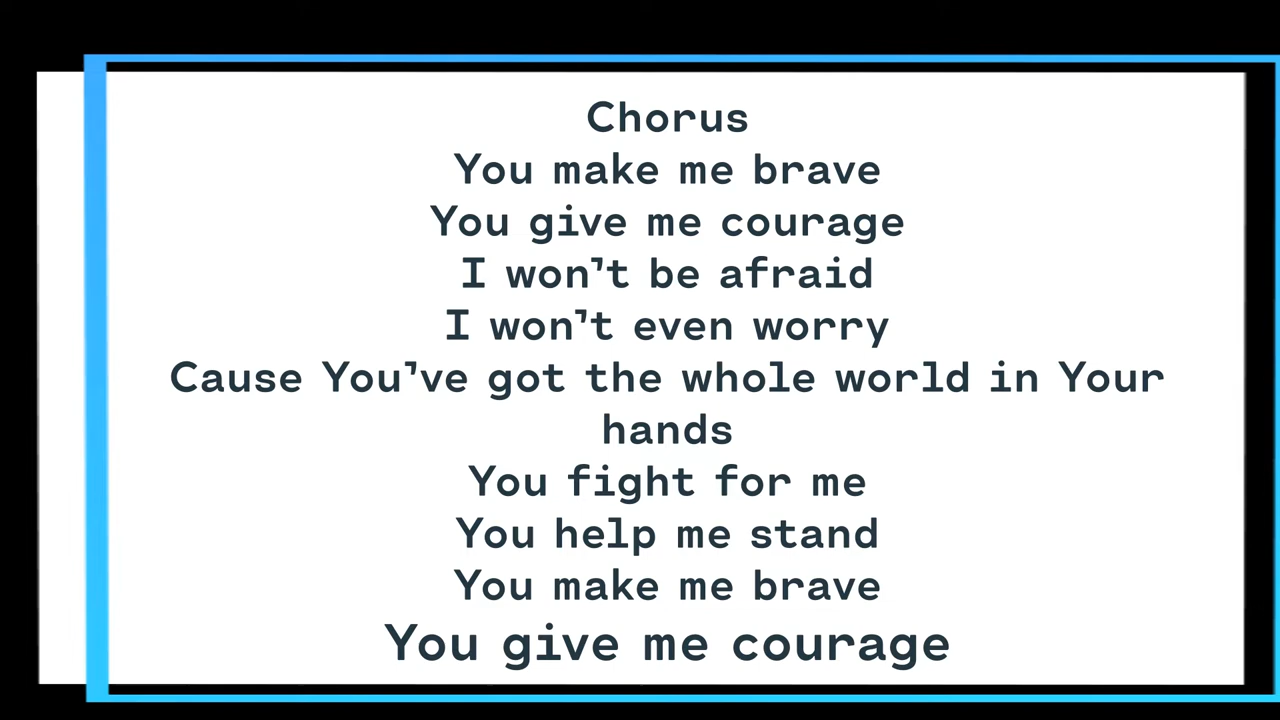 Chorus
You make me brave
You give me courage
I won't be afraid
I won't even worry
Cause You've got the whole world in Your
hands
You fight for me
You help me stand
You make me brave
You give me courage